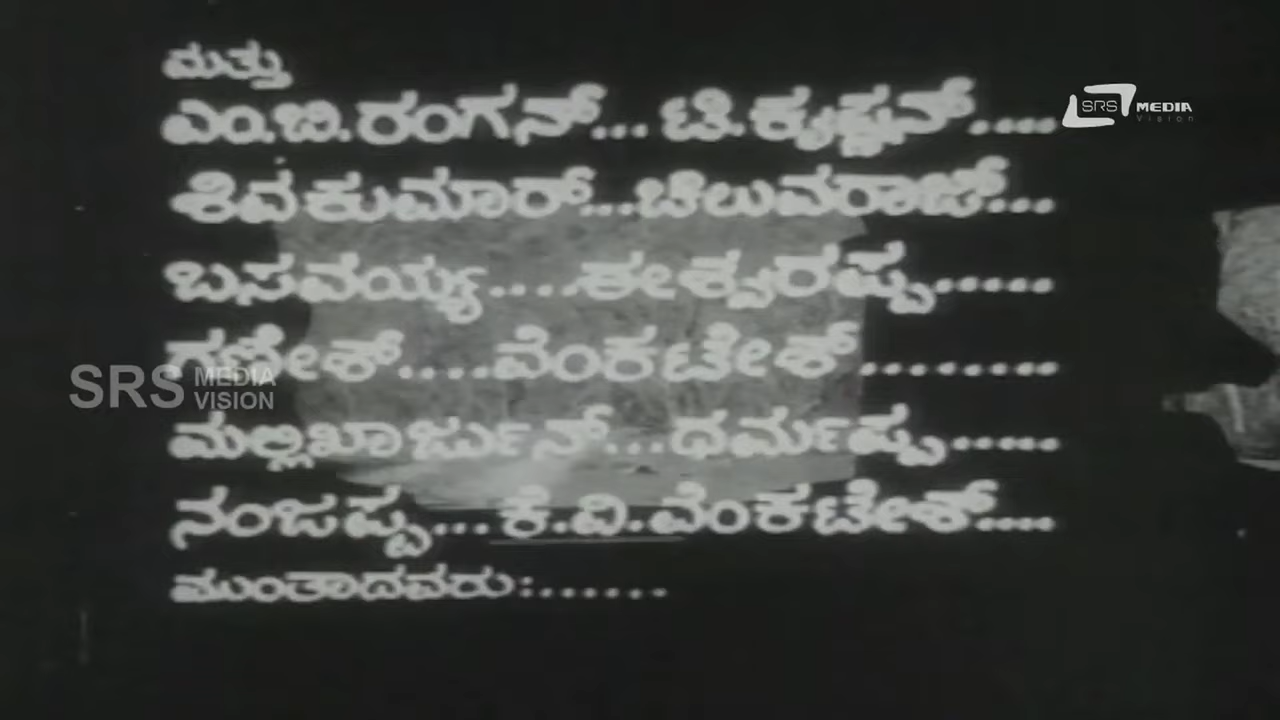 ಮತ್ತು
ಎಂ.ಐ.ರಂಗನ್... ಟಿ.ಕೃಷ್ಣನ್....
SRS MEDIA
Vision
ಶಿವಕುಮಾರ್...ಚೆಲುವರಾಜ್...
ಬಸವಯ್ಯ....ಈಶ್ವರಪ್ಪ.....
ಗಣೇಶ್....ವೆಂಕಟೇಶ್.........
SRS MEDIA VISION
ಮಲ್ಲಿಖಾರ್ಜುನ್...ಧರ್ಮಪ್ಪ.....
ನಂಜಪ್ಪ...ಕೆ.ವಿ.ವೆಂಕಟೇಶ್....
ಮುಂತಾದವರು:.......